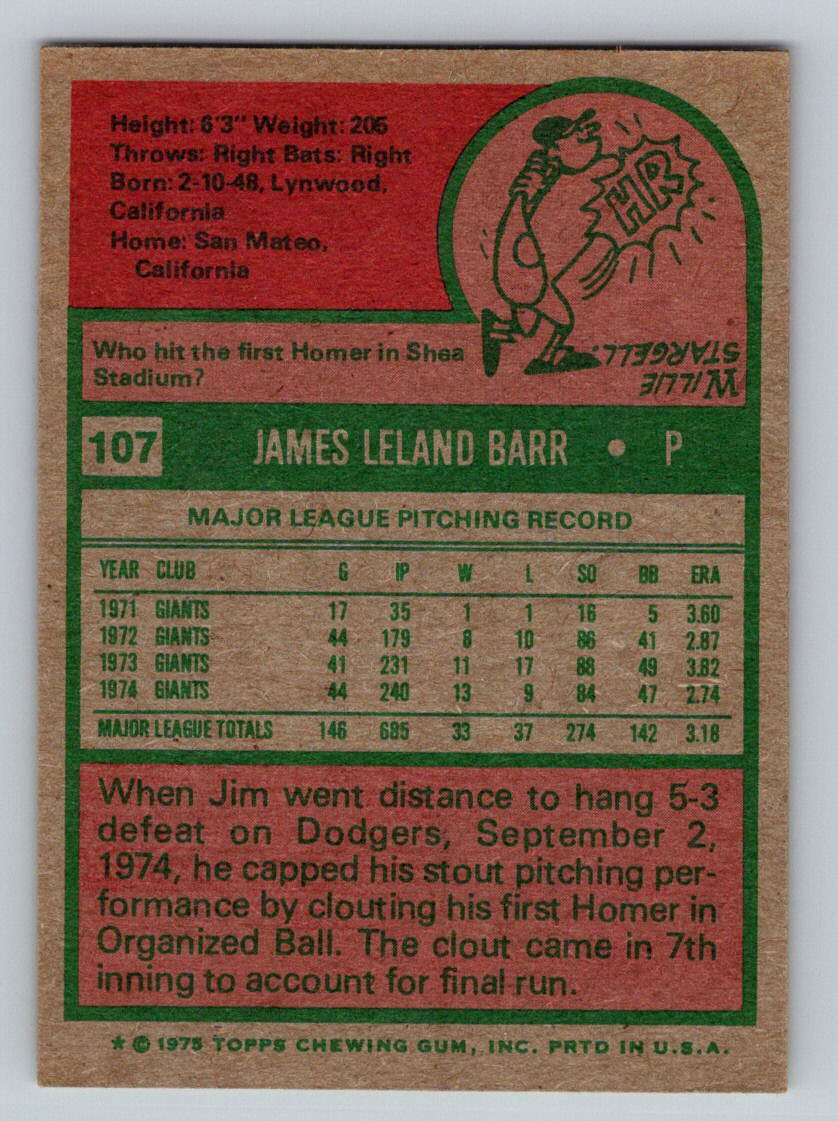 Height: 6'3" Weight: 205
Throws: Right Bats: Right
Born: 2-10-48, Lynwood,
California
Home: San Mateo,
California
HR
Who hit the first Homer in Shea
Stadium?
WILLIE
STARGELL.
107 JAMES LELAND BARR • P
MAJOR LEAGUE PITCHING RECORD
YEAR CLUB G IP W L SO BB ERA
1971 GIANTS 17 35 1 1 16 5 3.60
1972 GIANTS 44 179 8 10 86 41 2.87
1973 GIANTS 41 231 11 17 88 49 3.82
1974 GIANTS 44 240 13 9 84 47 2.74
MAJOR LEAGUE TOTALS 146 685 33 37 274 142 3.18
When Jim went distance to hang 5-3
defeat on Dodgers, September 2,
1974, he capped his stout pitching per-
formance by clouting his first Homer in
Organized Ball. The clout came in 7th
inning to account for final run.
* © 1975 TOPPS CHEWING GUM, INC. PRTD IN U.S.A.